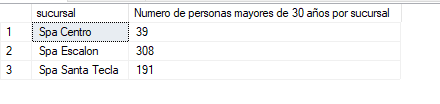 sucursal Numero de personas mayores de 30 años por sucursal
1 Spa Centro 39
2 Spa Escalon 308
3 Spa Santa Tecla 191